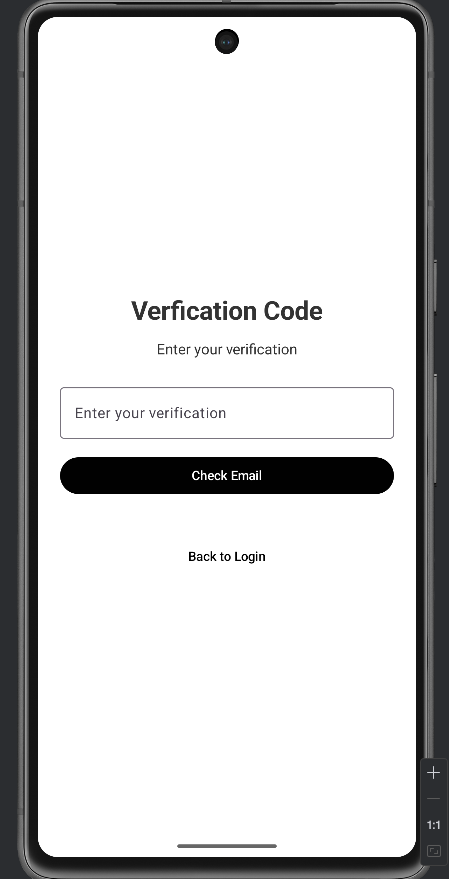 Verfication Code
Enter your verification
Enter your verification
Check Email
Back to Login
1:1